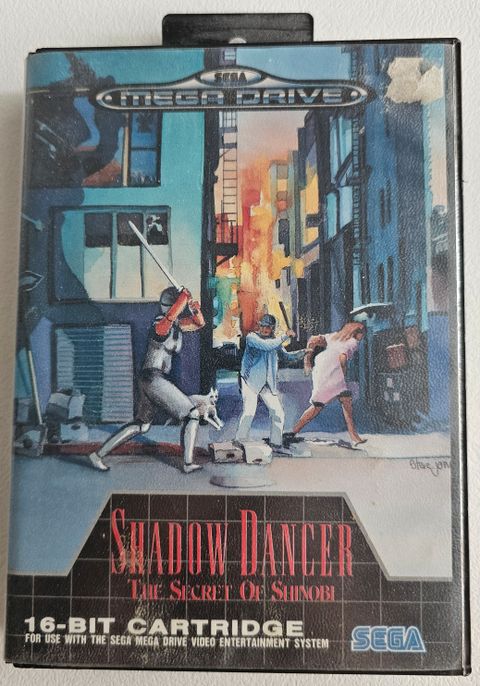 SEGA
MEGA DRIVE
SHADOW DANCER
THE SECRET OF SHINOBI
16-BIT CARTRIDGE
FOR USE WITH THE SEGA MEGA DRIVE VIDEO ENTERTAINMENT SYSTEM
SEGA